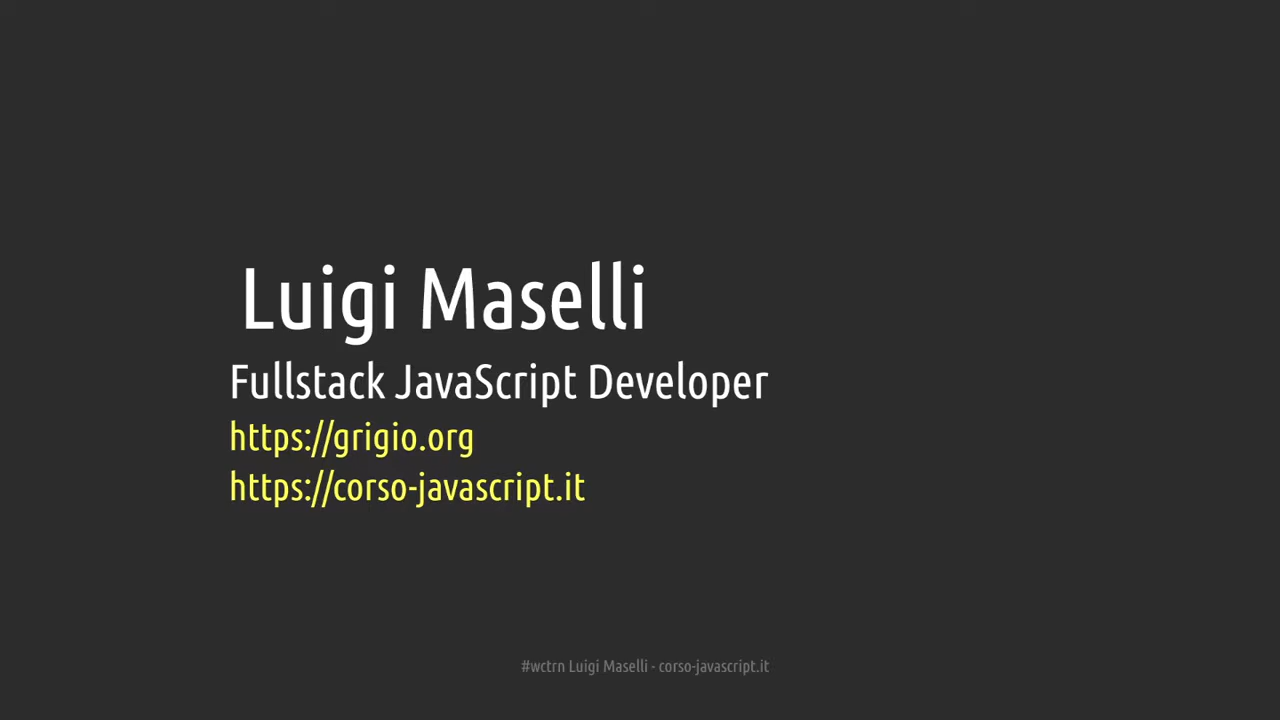 Luigi Maselli
Fullstack JavaScript Developer
https://grigio.org
https://corso-javascript.it
#wctrn Luigi Maselli - corso-javascript.it